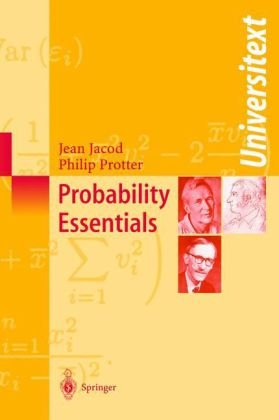 Universitext
Jean Jacod
Philip Protter
Probability
Essentials
Springer